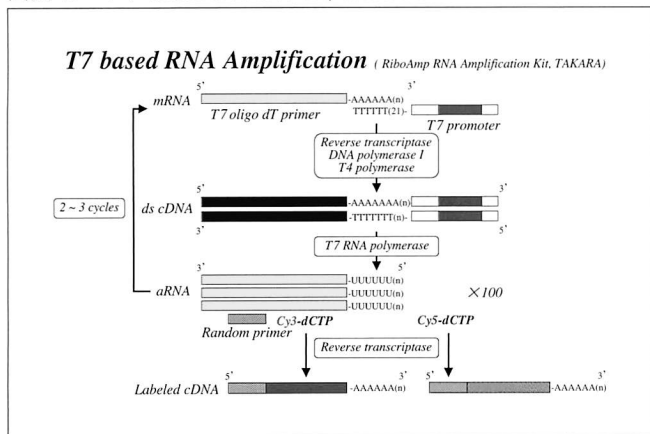 T7 based RNA Amplification ( RiboAmp RNA Amplification Kit, TAKARA)
5' 3'
mRNA -AAAAAA(n)
T7 oligo dT primer TTTTTT(21)- T7 promoter
Reverse transcriptase
DNA polymerase I
T4 polymerase
5' 3'
2 ~ 3 cycles ds cDNA -AAAAAAA(n)
-TTTTTTT(n)-
3' 5'
T7 RNA polymerase
3' 5'
-UUUUUU(n)
aRNA -UUUUUU(n) ×100
-UUUUUU(n)
Cy3-dCTP Cy5-dCTP
Random primer
Reverse transcriptase
5' 3' 5' 3'
Labeled cDNA -AAAAAA(n) -AAAAAA(n)